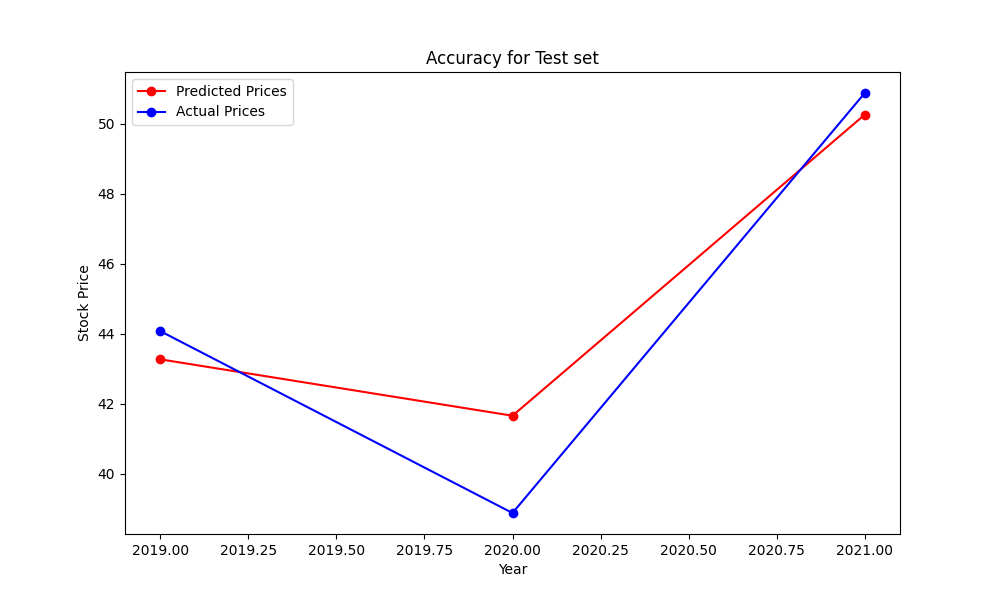 Accuracy for Test set
Predicted Prices
Actual Prices
Stock Price
50
48
46
44
42
40
2019.00 2019.25 2019.50 2019.75 2020.00 2020.25 2020.50 2020.75 2021.00
Year